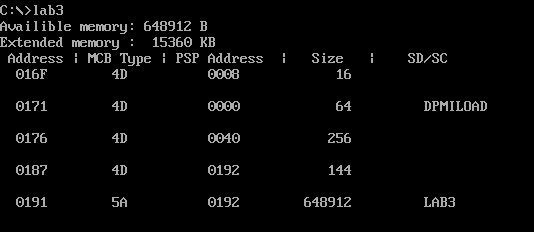 C:\>lab3
Availible memory: 648912 B
Extended memory :  15360 KB
Address | MCB Type | PSP Address | Size | SD/SC
016F 4D 0008 16
0171 4D 0000 64 DPMILOAD
0176 4D 0040 256
0187 4D 0192 144
0191 5A 0192 648912 LAB3